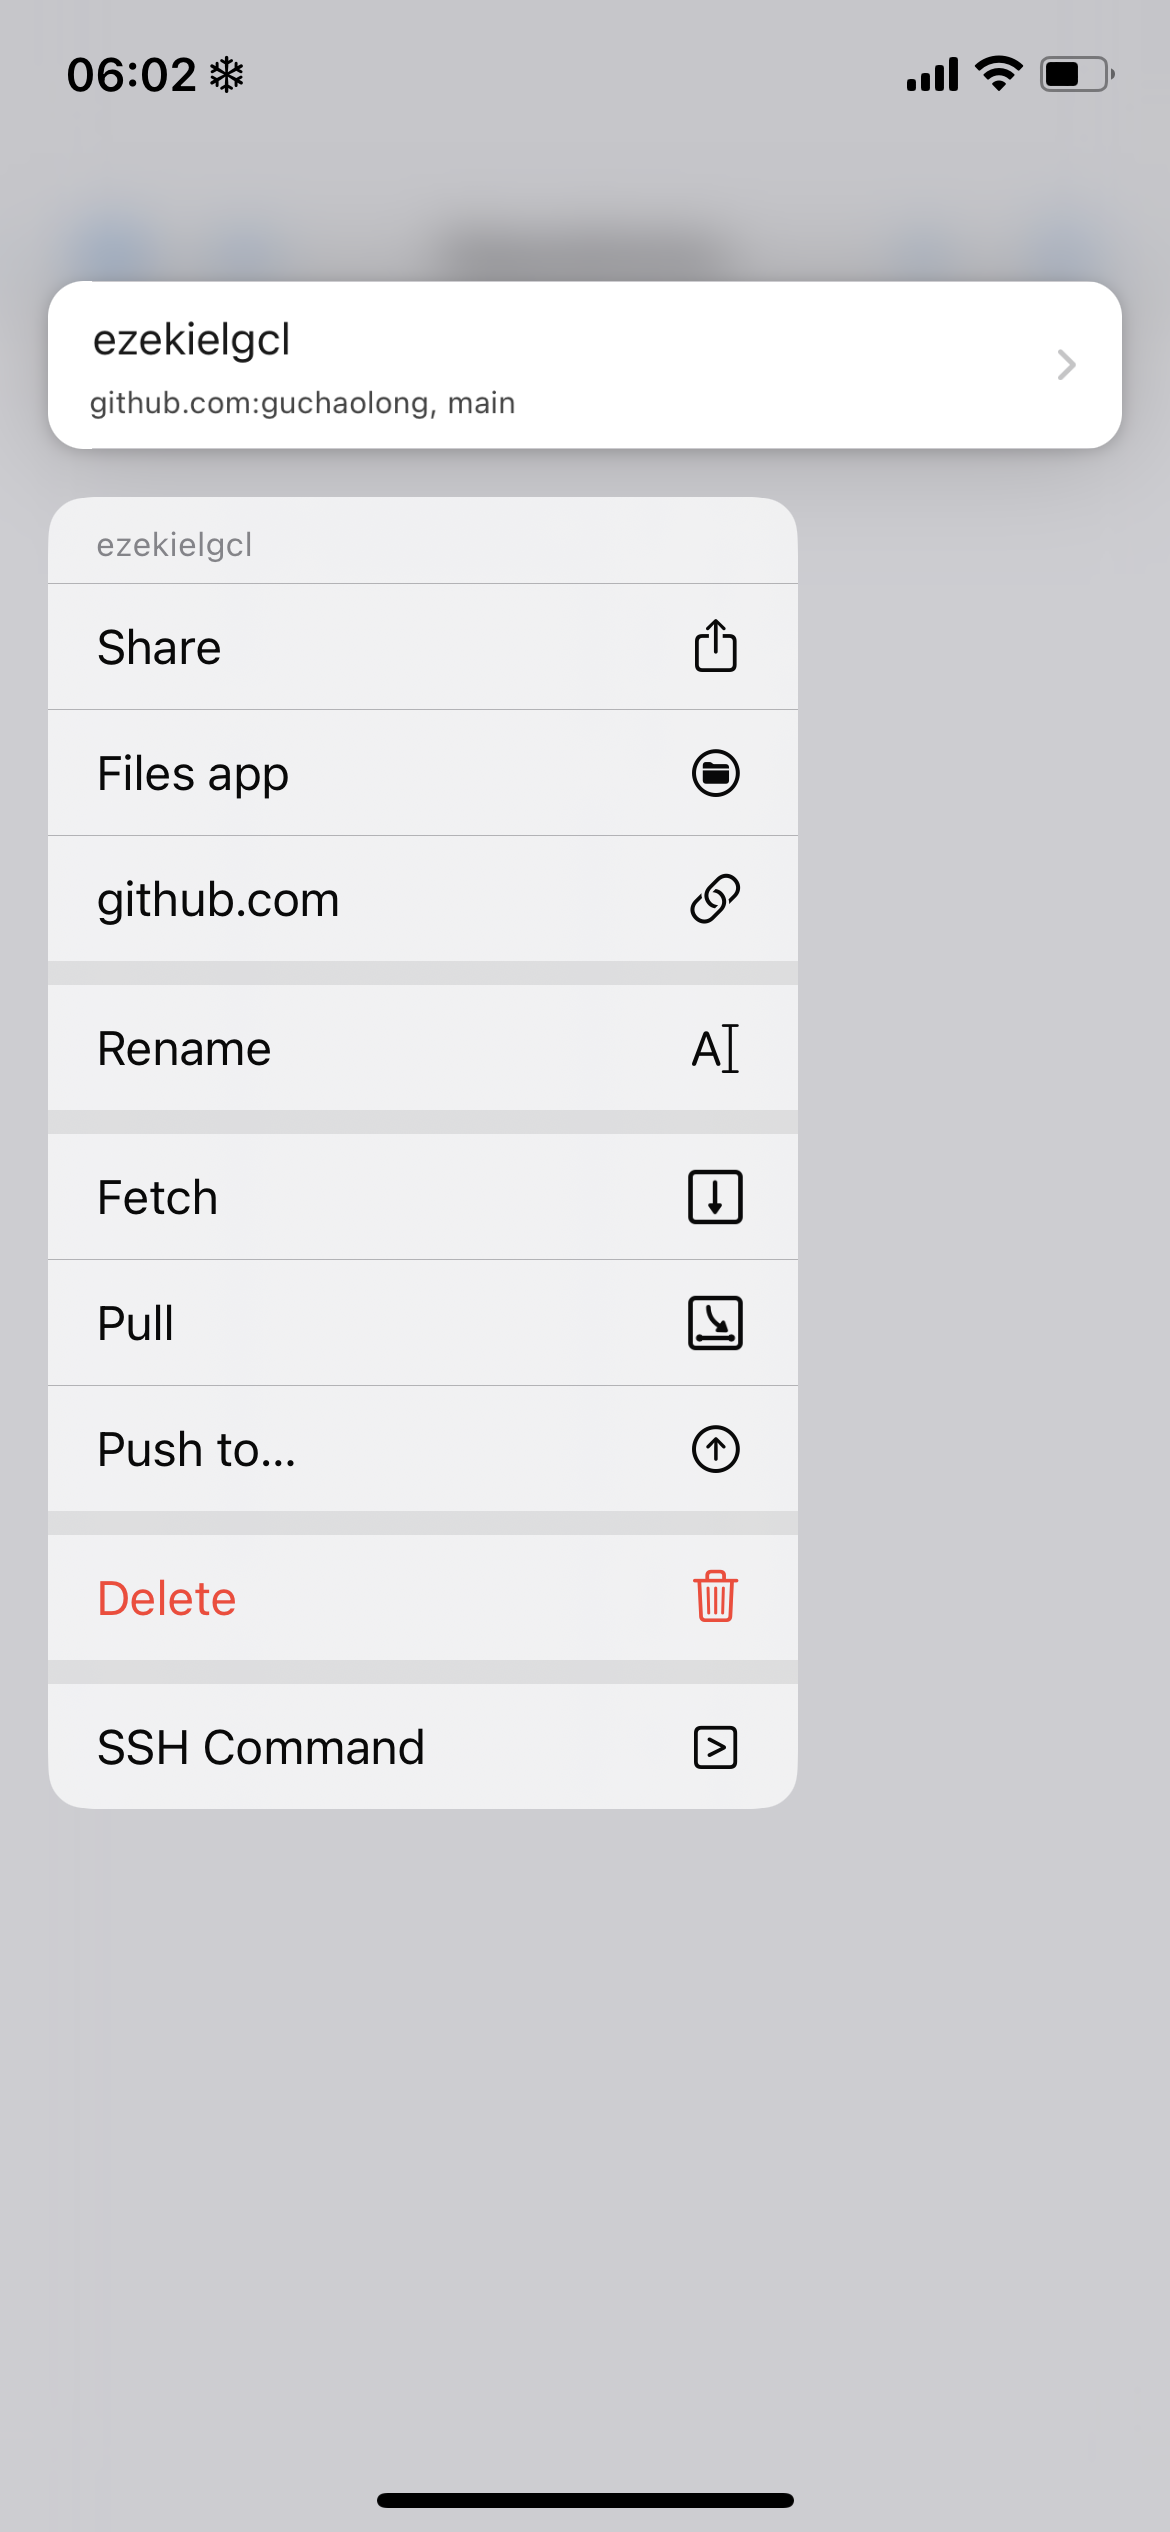 06:02
ezekielgcl
github.com:guchaolong, main
ezekielgcl
Share
Files app
github.com
Rename
Fetch
Pull
Push to...
Delete
SSH Command